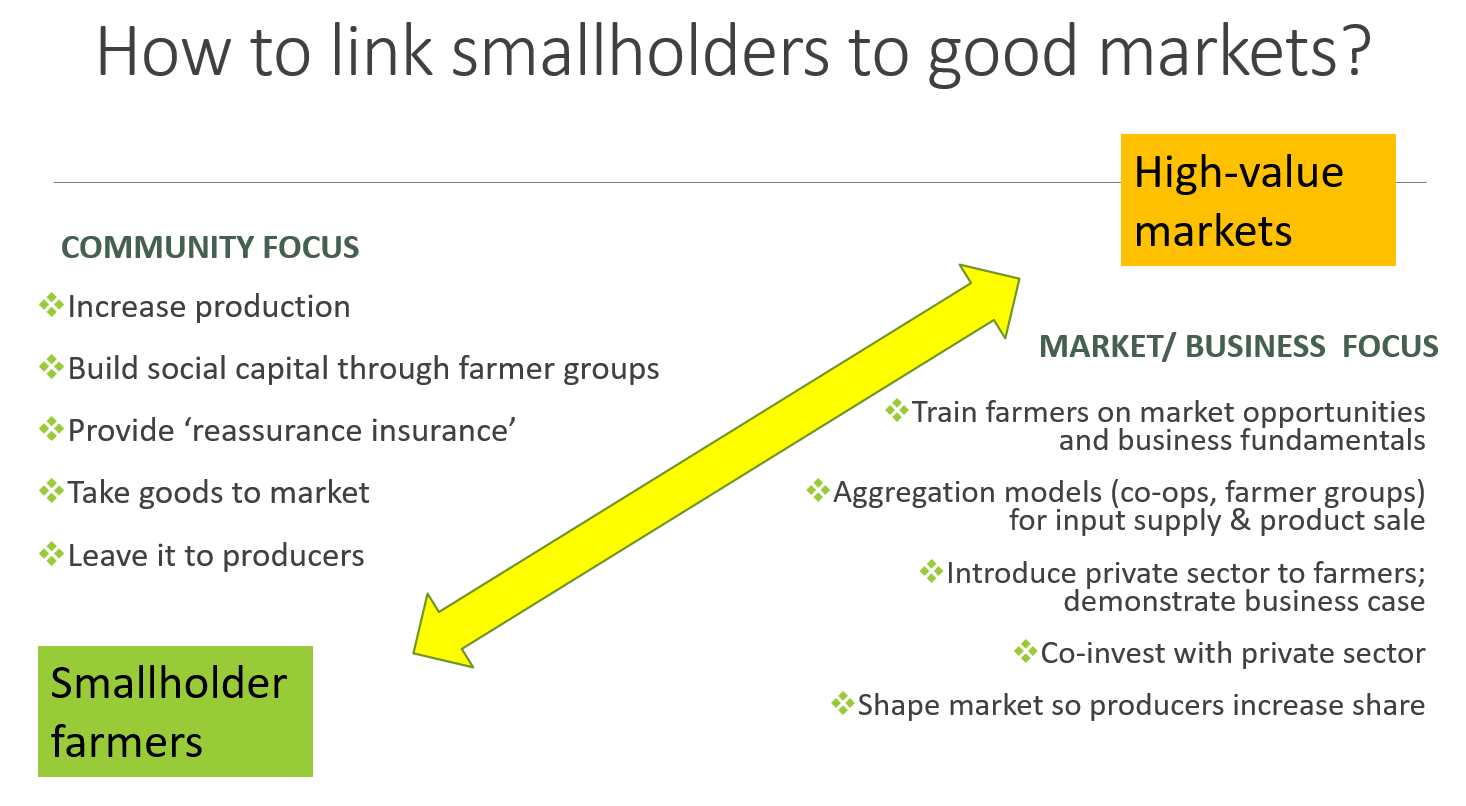 How to link smallholders to good markets?
High-value
markets
COMMUNITY FOCUS
Increase production
Build social capital through farmer groups
Provide ‘reassurance insurance’
Take goods to market
Leave it to producers
Smallholder
farmers
MARKET/ BUSINESS  FOCUS
Train farmers on market opportunities
and business fundamentals
Aggregation models (co-ops, farmer groups)
for input supply & product sale
Introduce private sector to farmers;
demonstrate business case
Co-invest with private sector
Shape market so producers increase share